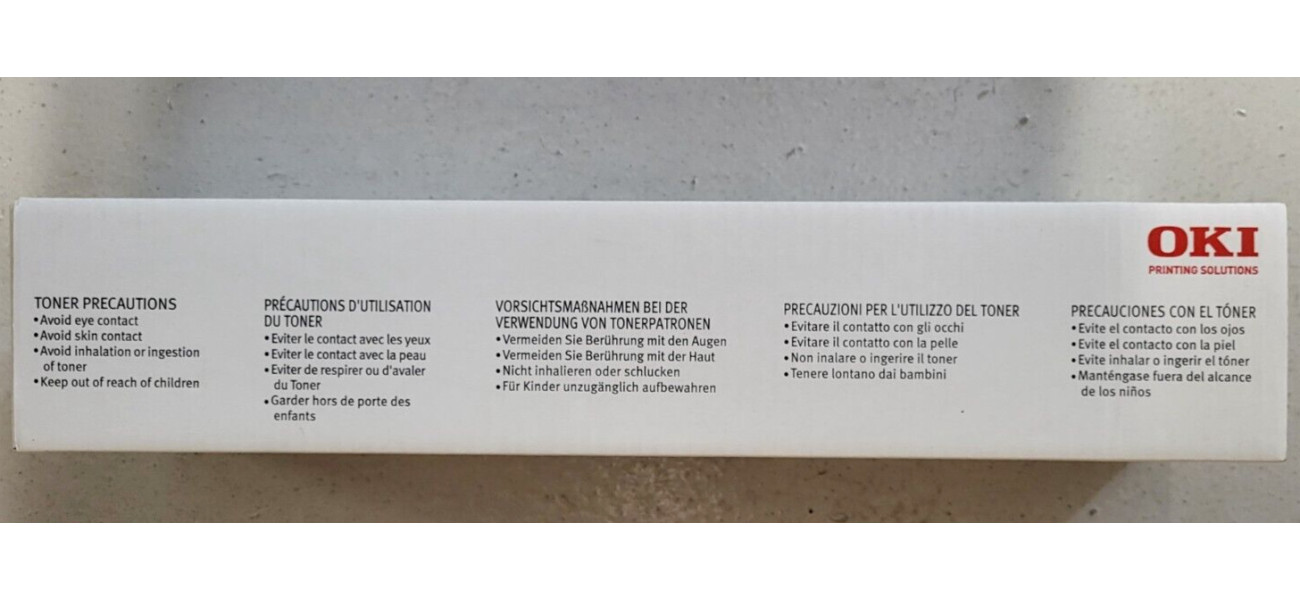 OKI
PRINTING SOLUTIONS
TONER PRECAUTIONS
•Avoid eye contact
•Avoid skin contact
•Avoid inhalation or ingestion
of toner
•Keep out of reach of children
PRÉCAUTIONS D'UTILISATION
DU TONER
•Eviter le contact avec les yeux
•Eviter le contact avec la peau
•Eviter de respirer ou d'avaler
du Toner
•Garder hors de porte des
enfants
VORSICHTSMAßNAHMEN BEI DER
VERWENDUNG VON TONERPATRONEN
•Vermeiden Sie Berührung mit den Augen
•Vermeiden Sie Berührung mit der Haut
•Nicht inhalieren oder schlucken
•Für Kinder unzugänglich aufbewahren
PRECAUZIONI PER L'UTILIZZO DEL TONER
•Evitare il contatto con gli occhi
•Evitare il contatto con la pelle
•Non inalare o ingerire il toner
•Tenere lontano dai bambini
PRECAUCIONES CON EL TÓNER
•Evite el contacto con los ojos
•Evite el contacto con la piel
•Evite inhalar o ingerir el tóner
•Manténgase fuera del alcance
de los niños